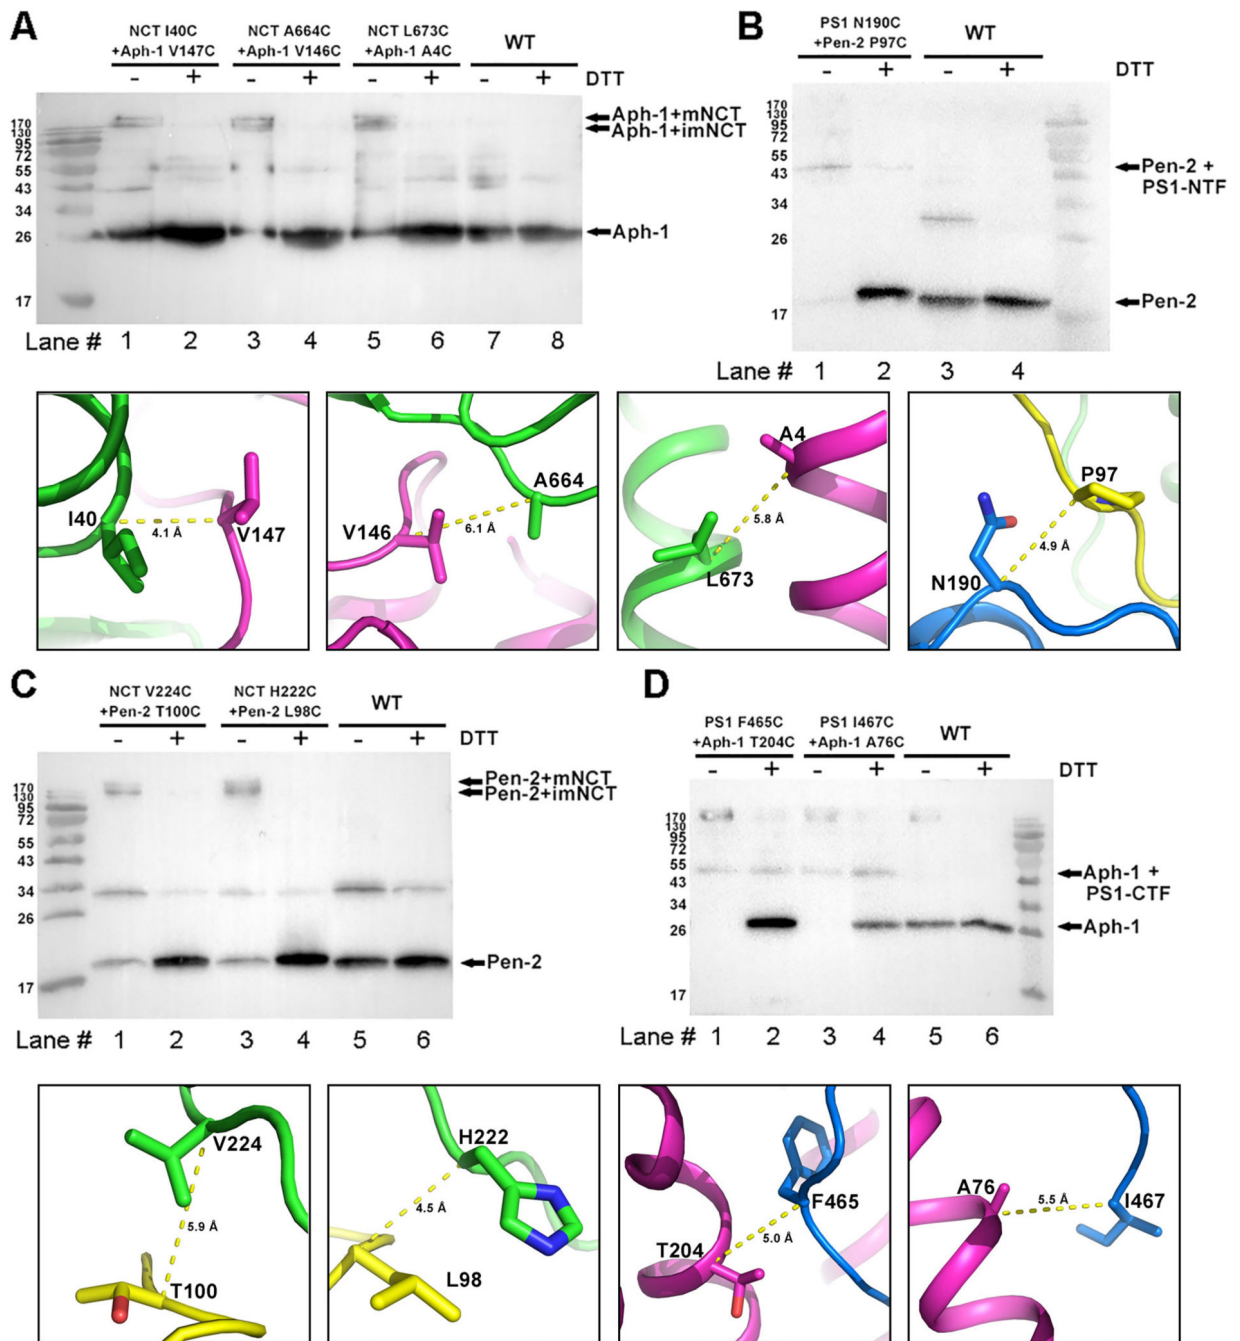 A
NCT I40C NCT A664C NCT L673C
+Aph-1 V147C +Aph-1 V146C +Aph-1 A4C WT
- + - + - + - + DTT
170
130
95
72
55
43
34
26
17
Aph-1+mNCT
Aph-1+imNCT
Aph-1
Lane # 1 2 3 4 5 6 7 8
B
PS1 N190C
+Pen-2 P97C WT
- + - + DTT
170
130
95
72
55
43
34
26
17
Pen-2 +
PS1-NTF
Pen-2
Lane # 1 2 3 4
I40 4.1 Å V147
V146 6.1 Å A664
A4
5.8 Å
L673
P97
4.9 Å
N190
C
NCT V224C NCT H222C
+Pen-2 T100C +Pen-2 L98C WT
- + - + - + DTT
170
130
95
72
55
43
34
26
17
Pen-2+mNCT
Pen-2+imNCT
Pen-2
Lane # 1 2 3 4 5 6
D
PS1 F465C PS1 I467C
+Aph-1 T204C +Aph-1 A76C WT
- + - + - + DTT
170
130
95
72
55
43
34
26
17
Aph-1 +
PS1-CTF
Aph-1
Lane # 1 2 3 4 5 6
V224
5.9 Å
T100
H222
4.5 Å
L98
F465
5.0 Å
T204
A76
5.5 Å
I467